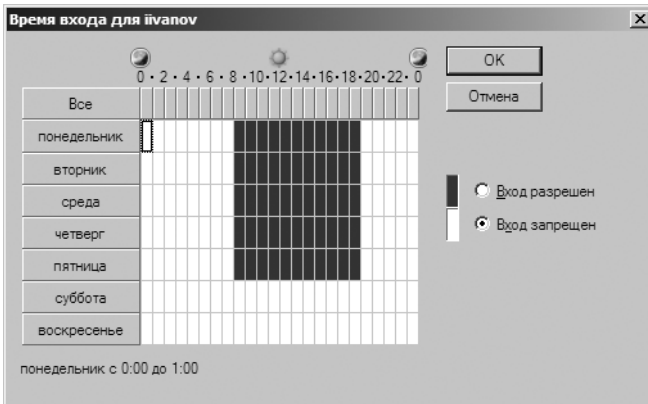 Время входа для iivanov
0 • 2 • 4 • 6 • 8 •10•12•14•16•18•20•22• 0
OK
Отмена
Все
понедельник
вторник
среда
четверг
пятница
суббота
воскресенье
Вход разрешен
Вход запрещен
понедельник с 0:00 до 1:00